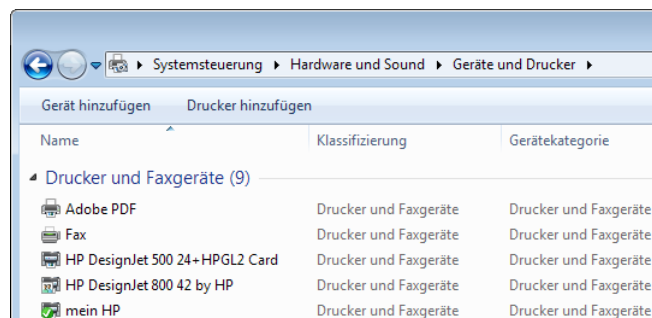 Systemsteuerung Hardware und Sound Geräte und Drucker
Gerät hinzufügen Drucker hinzufügen
Name Klassifizierung Gerätekategorie
Drucker und Faxgeräte (9)
Adobe PDF Drucker und Faxgeräte Drucker und Faxgeräte
Fax Drucker und Faxgeräte Drucker und Faxgeräte
HP DesignJet 500 24+HPGL2 Card Drucker und Faxgeräte Drucker und Faxgeräte
HP DesignJet 800 42 by HP Drucker und Faxgeräte Drucker und Faxgeräte
mein HP Drucker und Faxgeräte Drucker und Faxgeräte